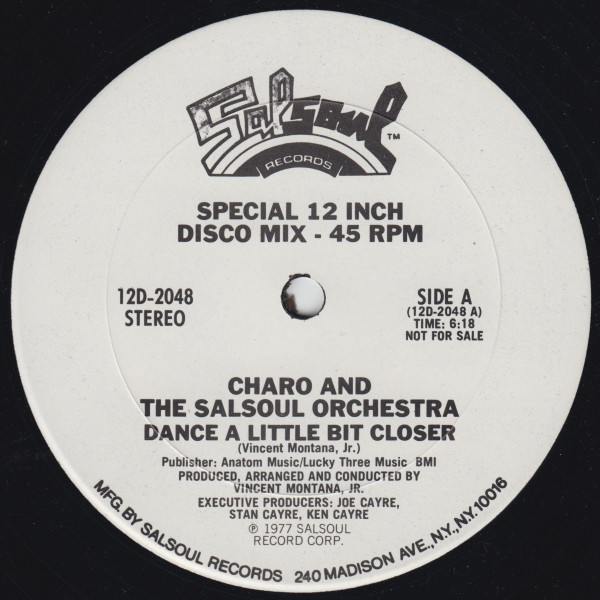 Salsoul™
RECORDS
SPECIAL 12 INCH
DISCO MIX - 45 RPM
12D-2048
STEREO
SIDE A
(12D-2048 A)
TIME: 6:18
NOT FOR SALE
CHARO AND
THE SALSOUL ORCHESTRA
DANCE A LITTLE BIT CLOSER
(Vincent Montana, Jr.)
Publisher: Anatom Music/Lucky Three Music BMI
PRODUCED, ARRANGED AND CONDUCTED BY
VINCENT MONTANA, JR.
EXECUTIVE PRODUCERS: JOE CAYRE,
STAN CAYRE, KEN CAYRE
℗ 1977 SALSOUL
RECORD CORP.
MFG. BY SALSOUL RECORDS 240 MADISON AVE., N.Y., N.Y. 10016